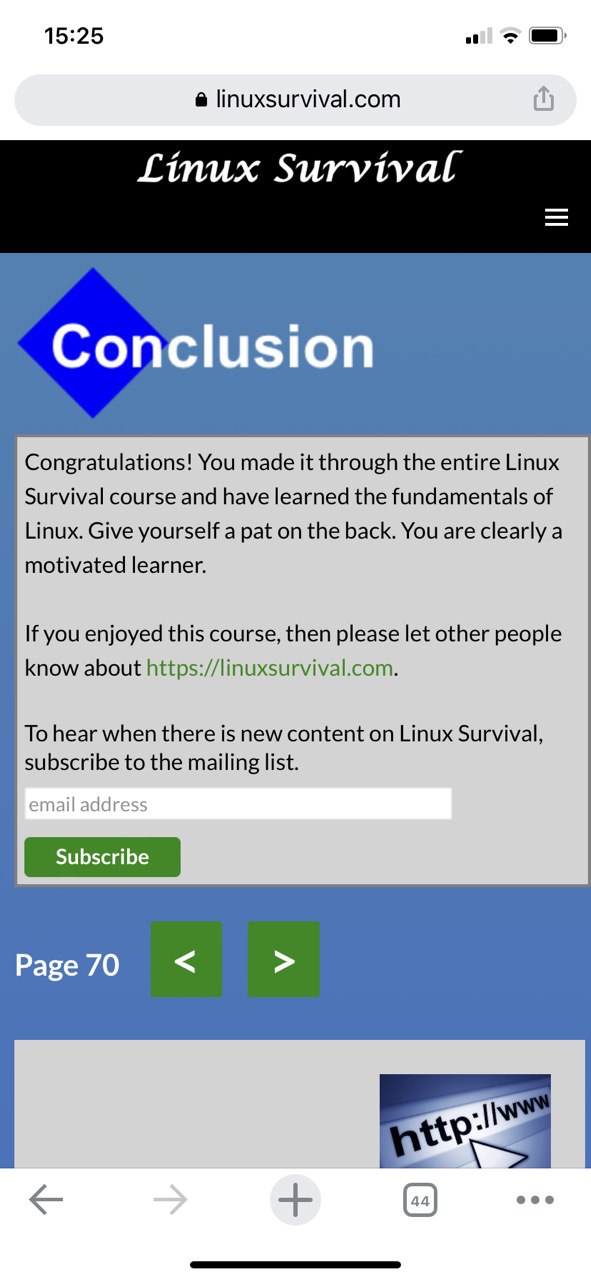 15:25
linuxsurvival.com
Linux Survival
Conclusion
Congratulations! You made it through the entire Linux
Survival course and have learned the fundamentals of
Linux. Give yourself a pat on the back. You are clearly a
motivated learner.
If you enjoyed this course, then please let other people
know about https://linuxsurvival.com.
To hear when there is new content on Linux Survival,
subscribe to the mailing list.
email address
Subscribe
Page 70 < >
http://www
44